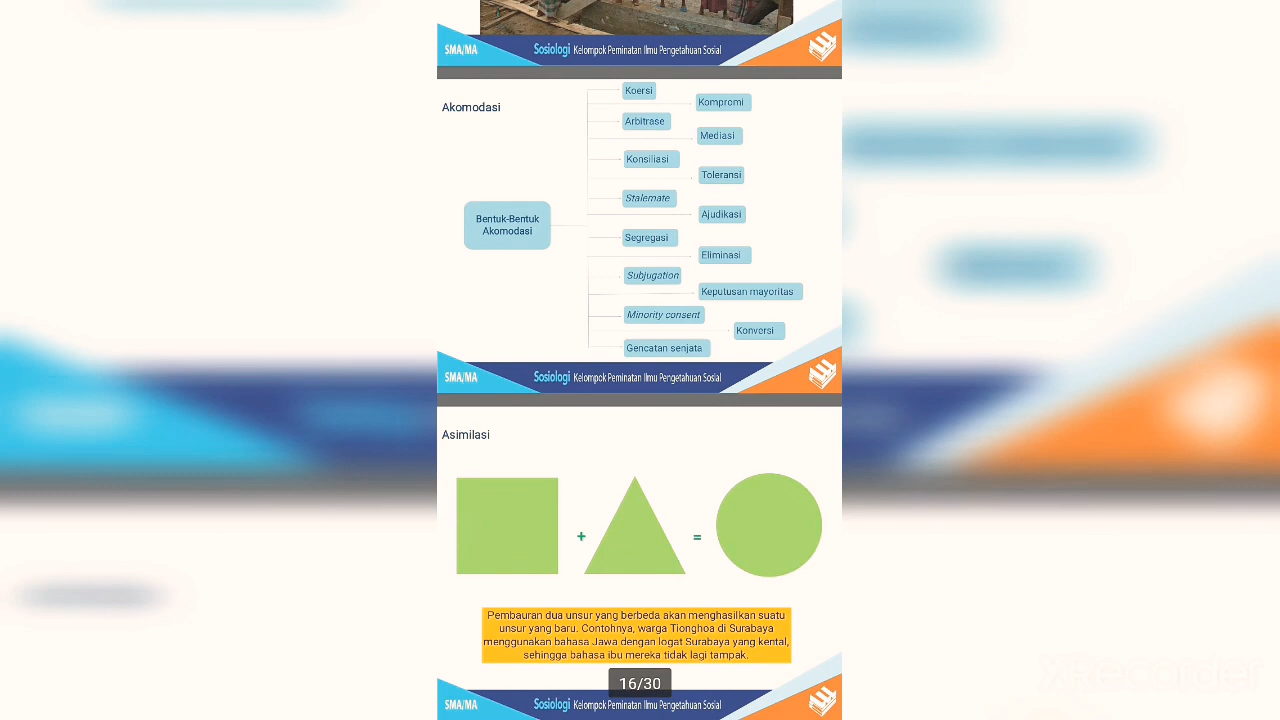 SMA/MA
Sosiologi Kelompok Peminatan Ilmu Pengetahuan Sosial
Akomodasi
Koersi
Kompromi
Arbitrase
Mediasi
Konsiliasi
Toleransi
Stalemate
Ajudikasi
Bentuk-Bentuk
Akomodasi
Segregasi
Eliminasi
Subjugation
Keputusan mayoritas
Minority consent
Konversi
Gencatan senjata
SMA/MA
Sosiologi Kelompok Peminatan Ilmu Pengetahuan Sosial
Asimilasi
+
=
Pembauran dua unsur yang berbeda akan menghasilkan suatu
unsur yang baru. Contohnya, warga Tionghoa di Surabaya
menggunakan bahasa Jawa dengan logat Surabaya yang kental,
sehingga bahasa ibu mereka tidak lagi tampak.
16/30
SMA/MA
Sosiologi Kelompok Peminatan Ilmu Pengetahuan Sosial
XRecorder